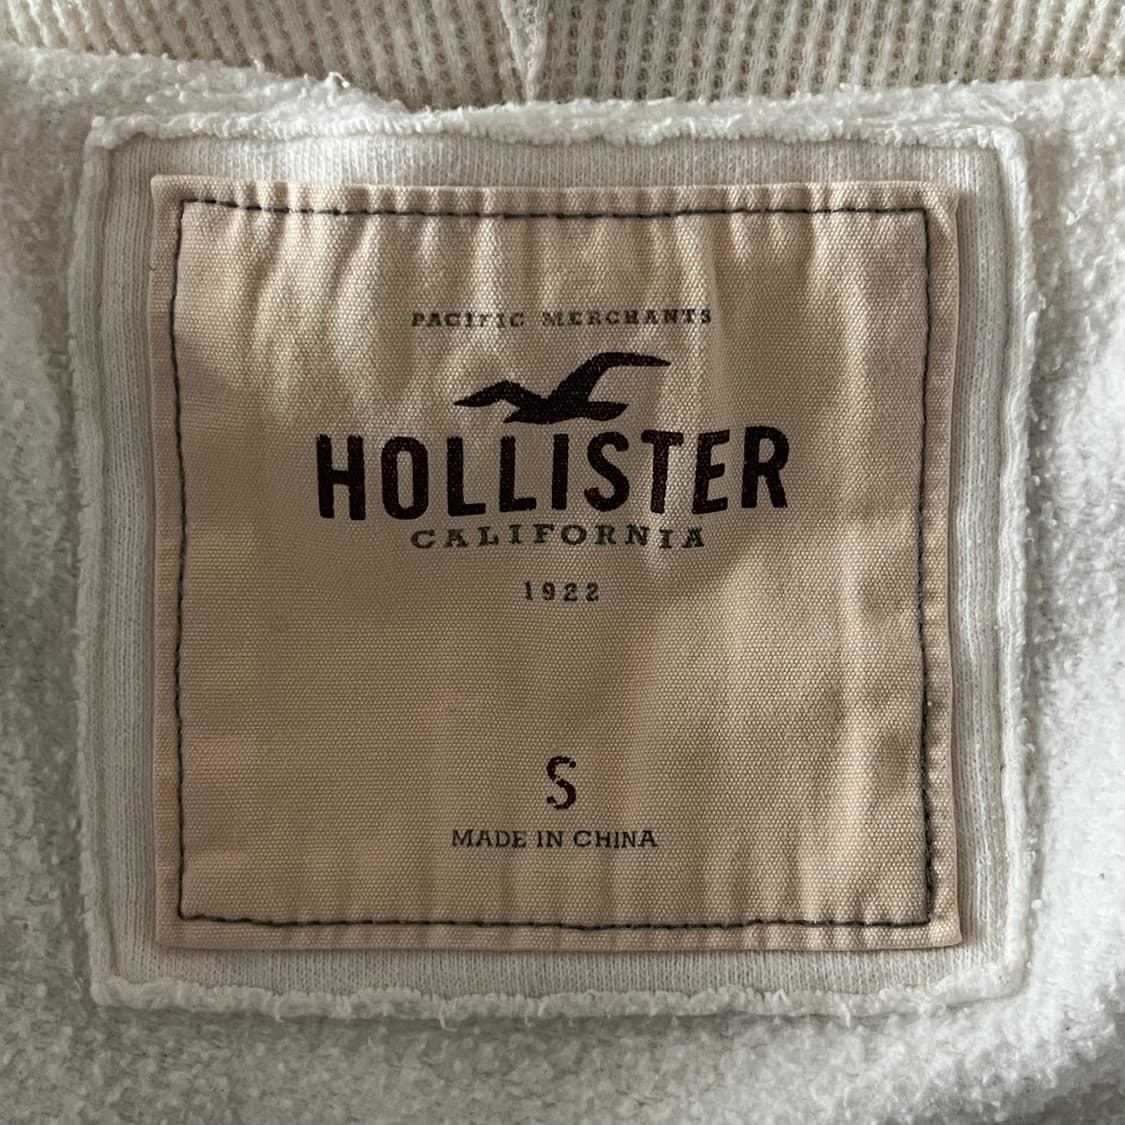 PACIFIC MERCHANTS
HOLLISTER
CALIFORNIA
1922
S
MADE IN CHINA